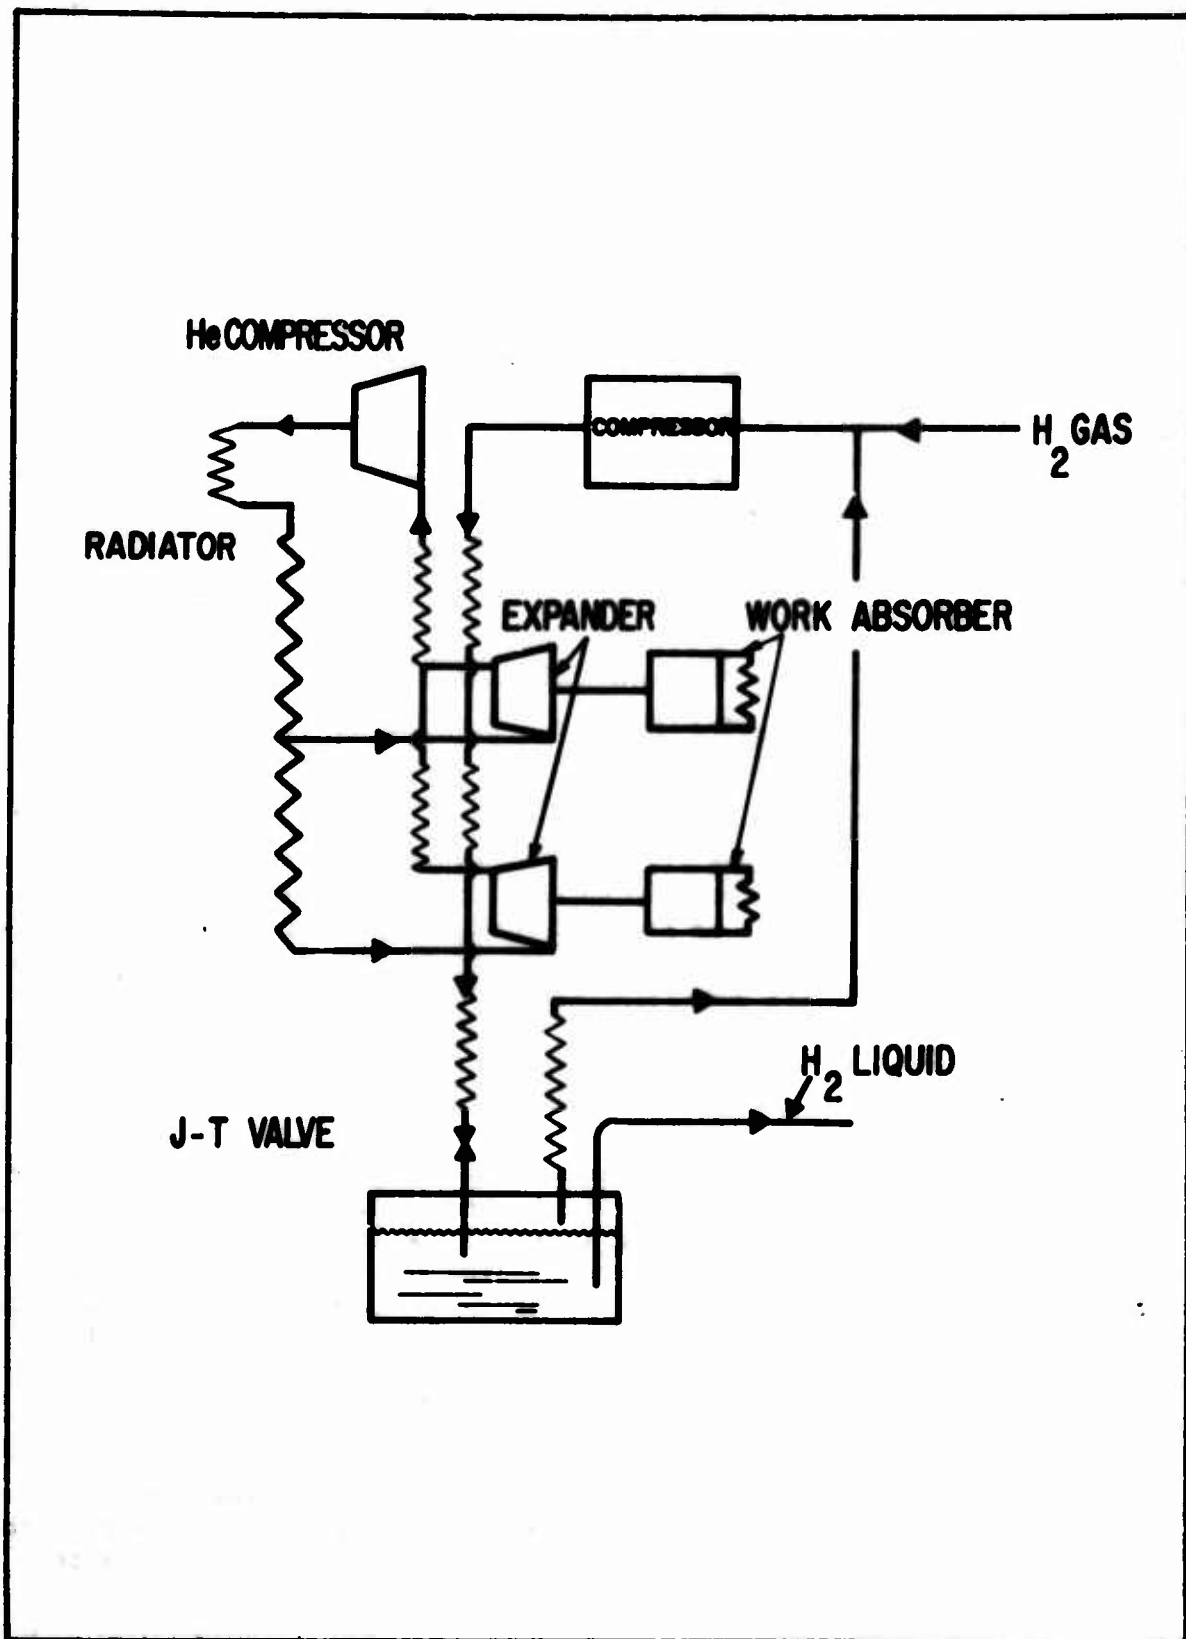 He COMPRESSOR
COMPRESSOR
H2 GAS
RADIATOR
EXPANDER
WORK ABSORBER
H2 LIQUID
J-T VALVE